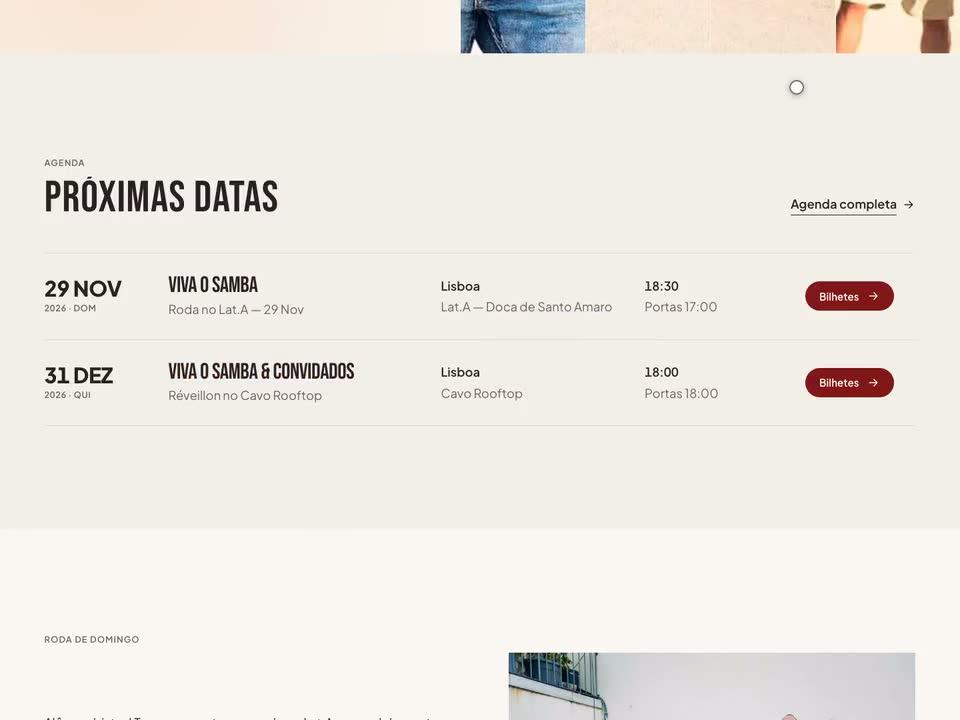 AGENDA
PRÓXIMAS DATAS
Agenda completa →
29 NOV
2026 · DOM
VIVA O SAMBA
Roda no Lat.A — 29 Nov
Lisboa
Lat.A — Doca de Santo Amaro
18:30
Portas 17:00
Bilhetes →
31 DEZ
2026 · QUI
VIVA O SAMBA & CONVIDADOS
Réveillon no Cavo Rooftop
Lisboa
Cavo Rooftop
18:00
Portas 18:00
Bilhetes →
RODA DE DOMINGO